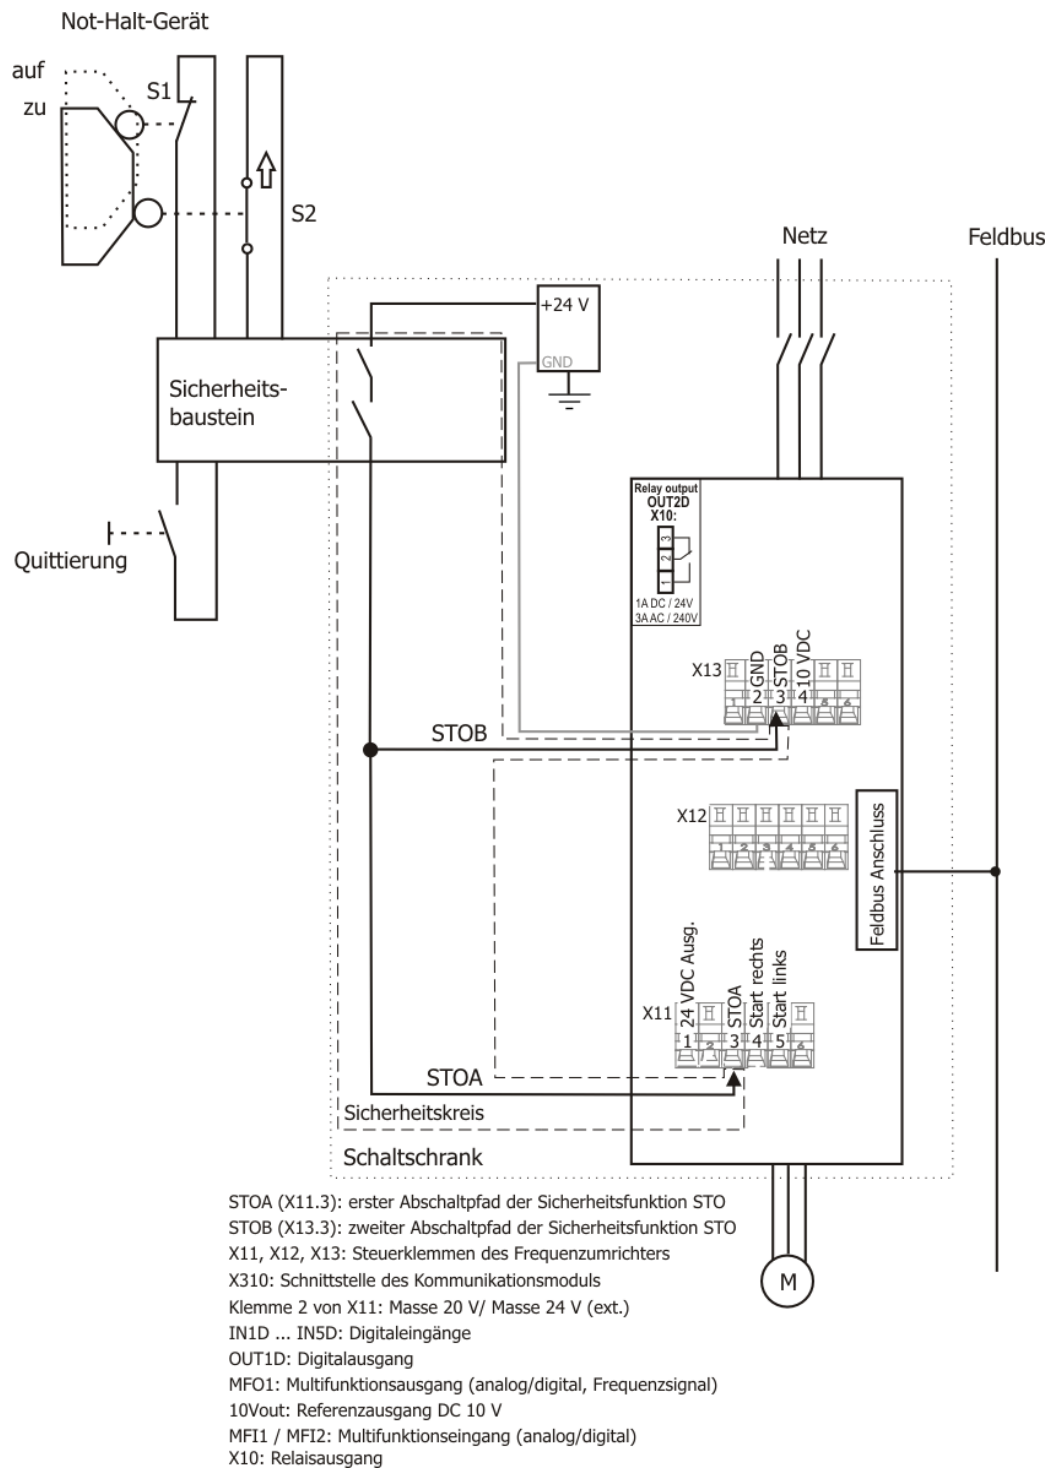 Not-Halt-Gerät
auf
zu
S1
S2
Netz
Feldbus
+24 V
GND
Sicherheits-
baustein
Quittierung
Relay output
OUT2D
X10:
3
2
1
1A DC / 24V
3A AC / 240V
X13
1
2 GND
3 STOB
4 10 VDC
5
6
STOB
X12
1 2 3 4 5 6
Feldbus Anschluss
X11
1 24 VDC Ausg.
2
3 STOA
4 Start rechts
5 Start links
6
STOA
Sicherheitskreis
Schaltschrank
M
STOA (X11.3): erster Abschaltpfad der Sicherheitsfunktion STO
STOB (X13.3): zweiter Abschaltpfad der Sicherheitsfunktion STO
X11, X12, X13: Steuerklemmen des Frequenzumrichters
X310: Schnittstelle des Kommunikationsmoduls
Klemme 2 von X11: Masse 20 V/ Masse 24 V (ext.)
IN1D ... IN5D: Digitaleingänge
OUT1D: Digitalausgang
MFO1: Multifunktionsausgang (analog/digital, Frequenzsignal)
10Vout: Referenzausgang DC 10 V
MFI1 / MFI2: Multifunktionseingang (analog/digital)
X10: Relaisausgang